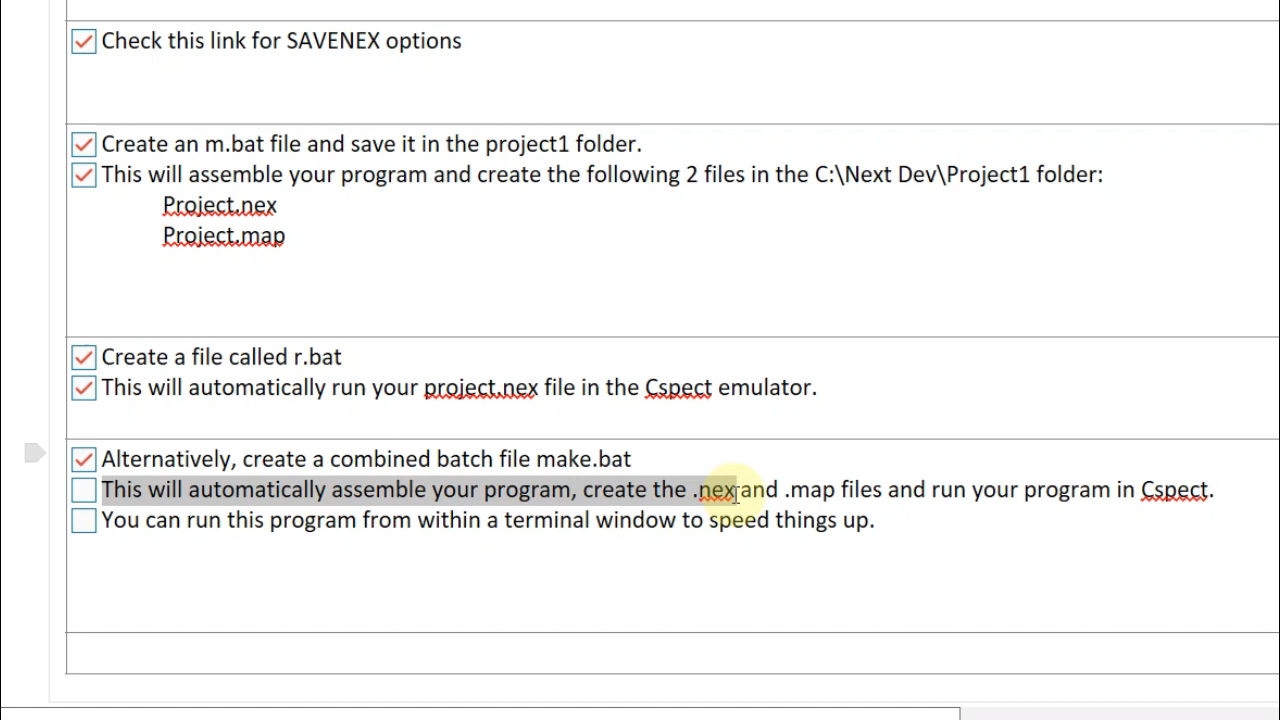 Check this link for SAVENEX options
Create an m.bat file and save it in the project1 folder.
This will assemble your program and create the following 2 files in the C:\Next Dev\Project1 folder:
Project.nex
Project.map
Create a file called r.bat
This will automatically run your project.nex file in the Cspect emulator.
Alternatively, create a combined batch file make.bat
This will automatically assemble your program, create the .nex and .map files and run your program in Cspect.
You can run this program from within a terminal window to speed things up.